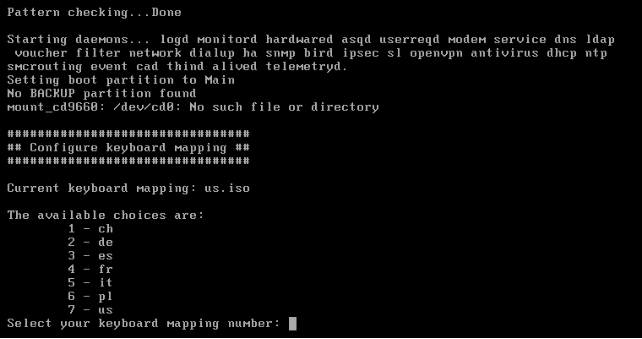 Pattern checking...Done
Starting daemons... logd monitord hardwared asqd userreqd modem service dns ldap
voucher filter network dialup ha snmp bird ipsec sl openvpn antivirus dhcp ntp
smcrouting event cad thind alived telemetryd.
Setting boot partition to Main
No BACKUP partition found
mount_cd9660: /dev/cd0: No such file or directory
################################
## Configure keyboard mapping ##
################################
Current keyboard mapping: us.iso
The available choices are:
1 - ch
2 - de
3 - es
4 - fr
5 - it
6 - pl
7 - us
Select your keyboard mapping number: